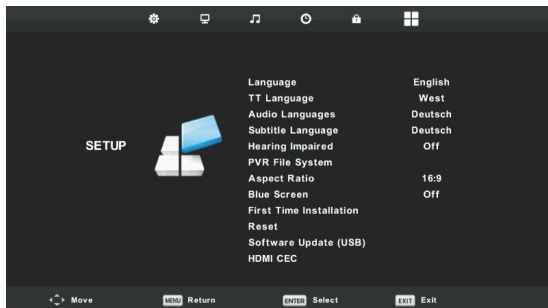 SETUP
Language English
TT Language West
Audio Languages Deutsch
Subtitle Language Deutsch
Hearing Impaired Off
PVR File System
Aspect Ratio 16:9
Blue Screen Off
First Time Installation
Reset
Software Update (USB)
HDMI CEC
Move MENU Return ENTER Select EXIT Exit